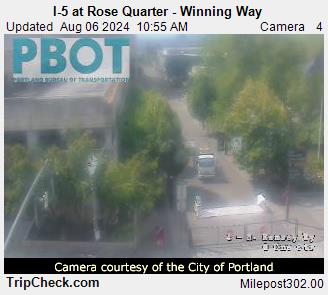 I-5 at Rose Quarter - Winning Way
Updated Aug 06 2024 10:55 AM Camera 4
PBOT
PORTLAND BUREAU OF TRANSPORTATION
Camera courtesy of the City of Portland
TripCheck.com Milepost302.00